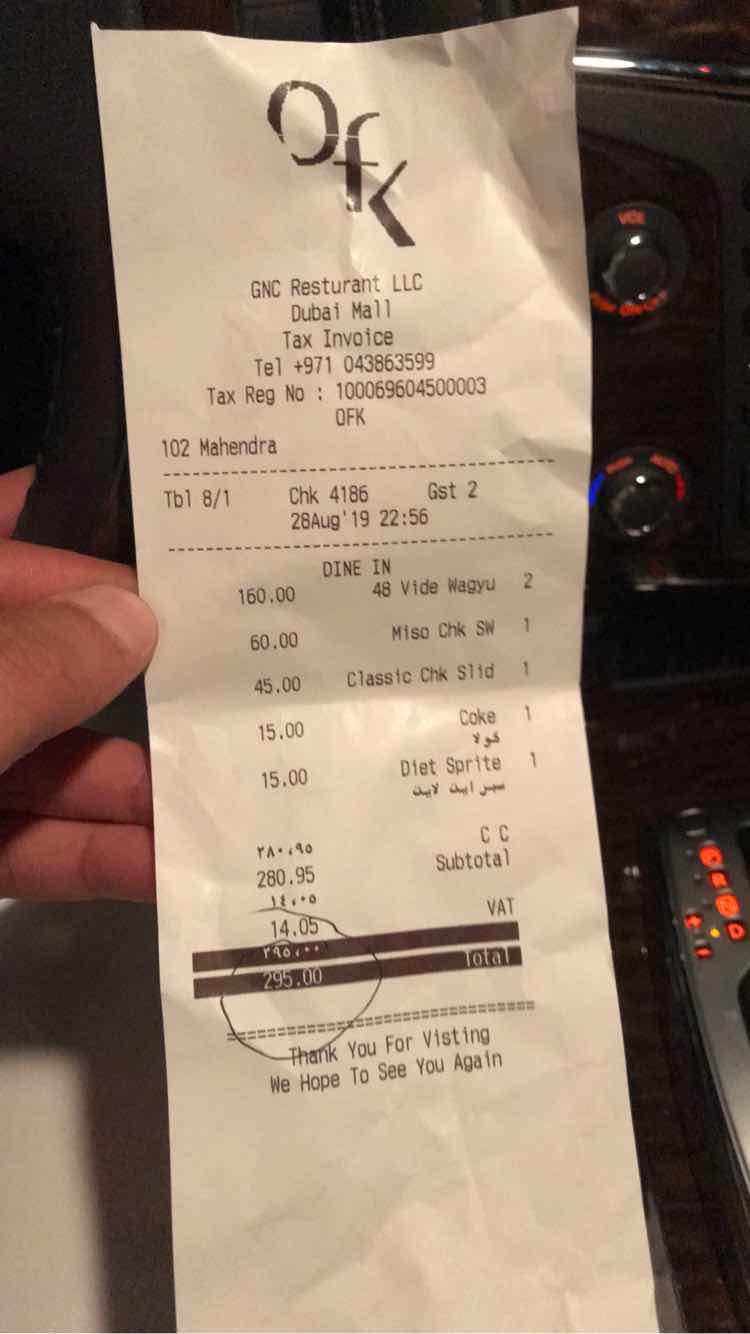 Ofk
GNC Resturant LLC
Dubai Mall
Tax Invoice
Tel +971 043863599
Tax Reg No : 100069604500003
OFK
102 Mahendra
Tbl 8/1 Chk 4186 Gst 2
28Aug'19 22:56
DINE IN
160.00 48 Vide Wagyu 2
60.00 Miso Chk SW 1
45.00 Classic Chk Slid 1
15.00 Coke 1
كولا
15.00 Diet Sprite 1
سبرايت لايت
C C
٢٨٠،٩٥
280.95 Subtotal
١٤،٠٥
14.05 VAT
٢٩٥،٠٠
295.00 Total
Thank You For Visting
We Hope To See You Again
VOL